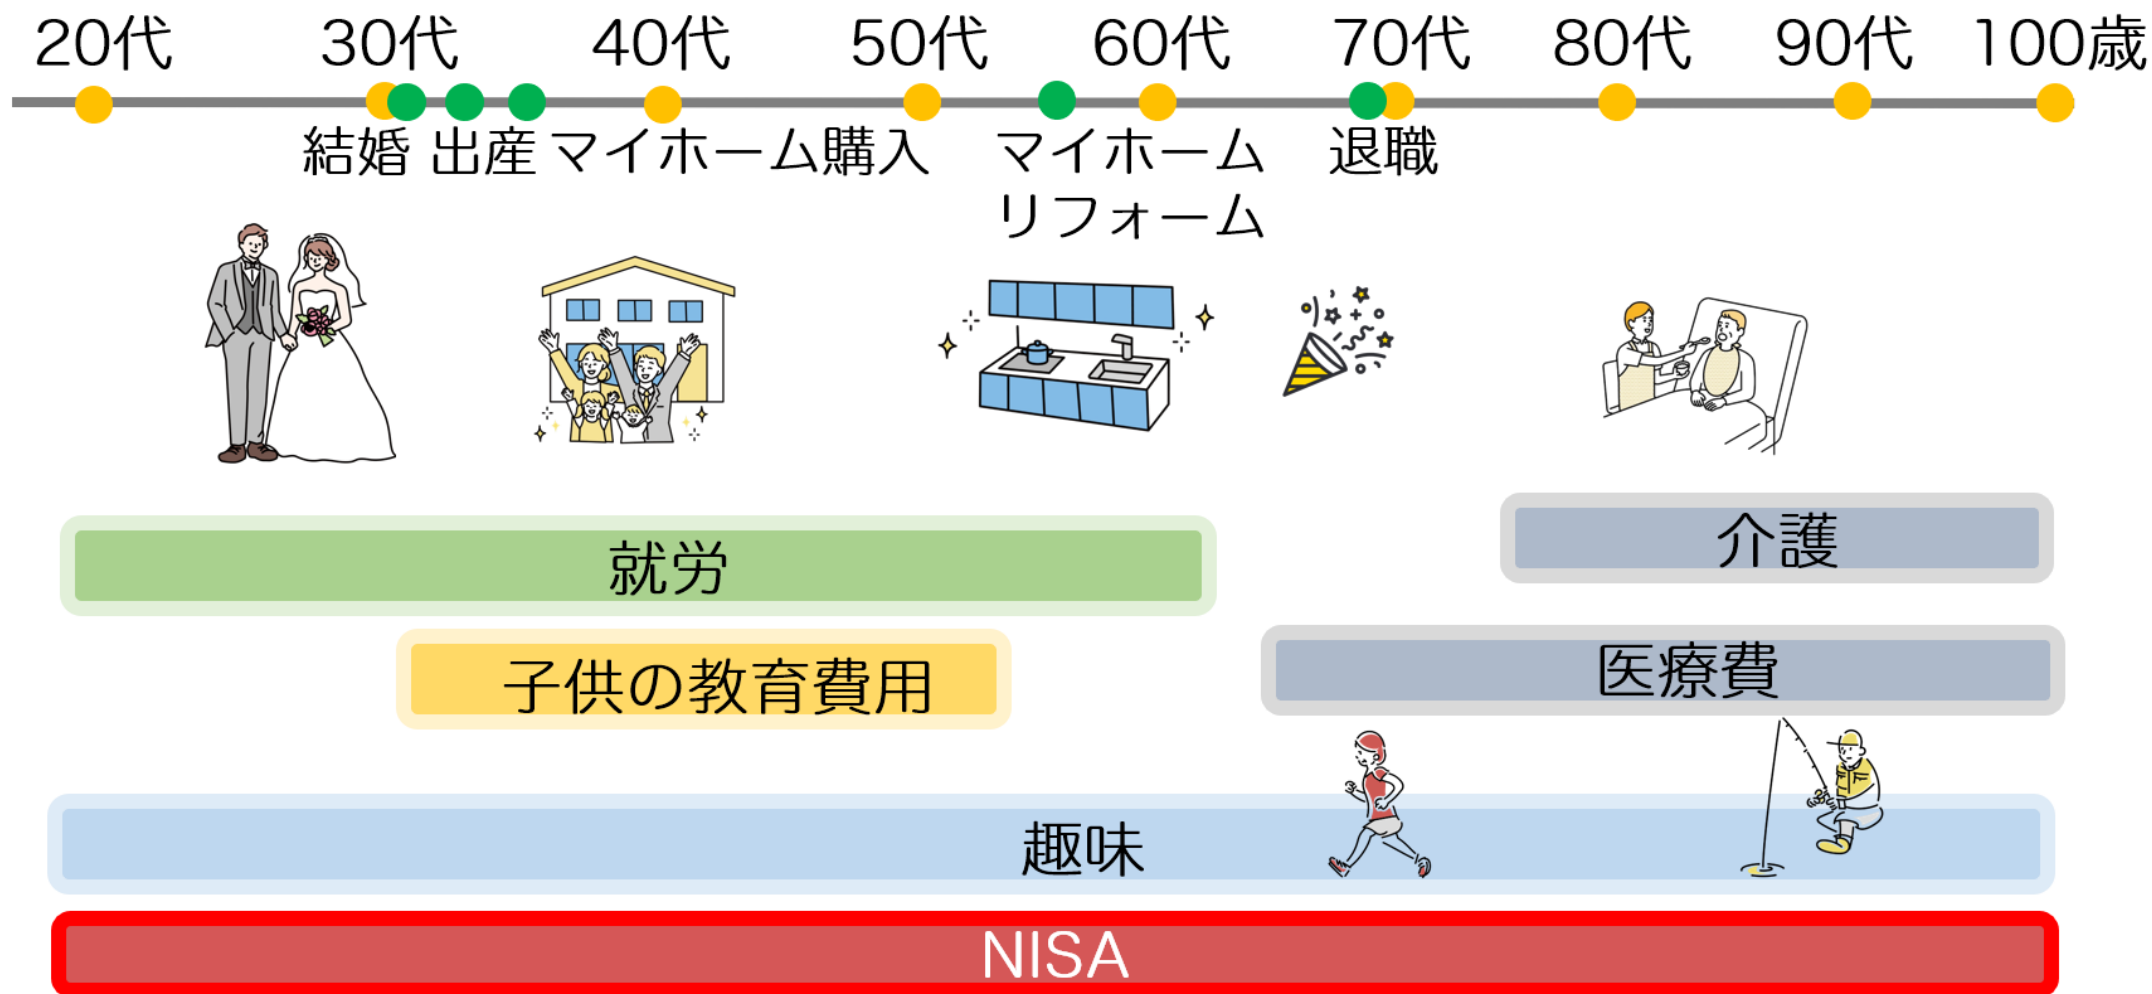 20代 30代 40代 50代 60代 70代 80代 90代 100歳
結婚 出産 マイホーム購入 マイホーム 退職
リフォーム
就労
介護
子供の教育費用
医療費
趣味
NISA